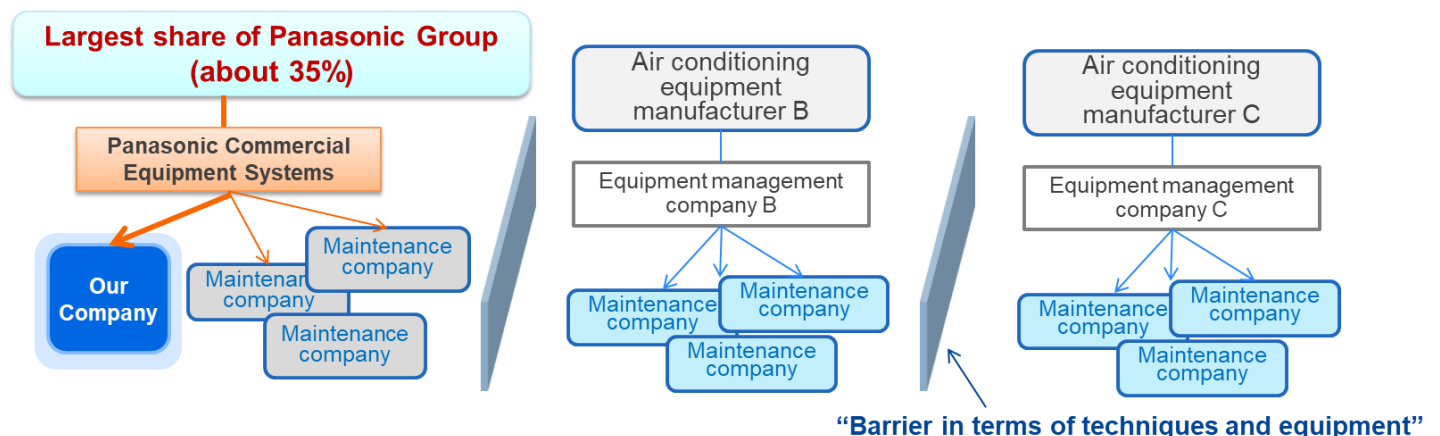 Largest share of Panasonic Group
(about 35%)
Panasonic Commercial
Equipment Systems
Our
Company
Maintenance
company
Maintenance
company
Maintenance
company
Air conditioning
equipment
manufacturer B
Equipment management
company B
Maintenance
company
Maintenance
company
Maintenance
company
Air conditioning
equipment
manufacturer C
Equipment management
company C
Maintenance
company
Maintenance
company
Maintenance
company
“Barrier in terms of techniques and equipment”